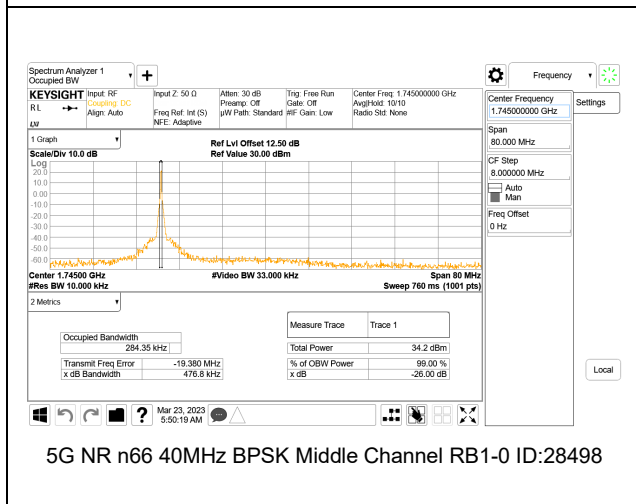 Spectrum Analyzer 1
Occupied BW
Frequency
KEYSIGHT
R L
LXI
Input: RF
Coupling: DC
Align: Auto
Input Z: 50 Ω
Freq Ref: Int (S)
NFE: Adaptive
Atten: 30 dB
Preamp: Off
µW Path: Standard
Trig: Free Run
Gate: Off
#IF Gain: Low
Center Freq: 1.745000000 GHz
Avg|Hold: 10/10
Radio Std: None
Center Frequency
1.745000000 GHz
Settings
Span
80.000 MHz
CF Step
8.000000 MHz
Auto
Man
Freq Offset
0 Hz
Local
1 Graph
Scale/Div 10.0 dB
Ref Lvl Offset 12.50 dB
Ref Value 30.00 dBm
Log
20.0
10.0
0.00
-10.0
-20.0
-30.0
-40.0
-50.0
-60.0
Center 1.74500 GHz
#Video BW 33.000 kHz
Span 80 MHz
#Res BW 10.000 kHz
Sweep 760 ms (1001 pts)
2 Metrics
Measure Trace
Trace 1
Occupied Bandwidth
284.35 kHz
Total Power
34.2 dBm
Transmit Freq Error
-19.380 MHz
% of OBW Power
99.00 %
x dB Bandwidth
476.8 kHz
x dB
-26.00 dB
Mar 23, 2023
5:50:19 AM
5G NR n66 40MHz BPSK Middle Channel RB1-0 ID:28498